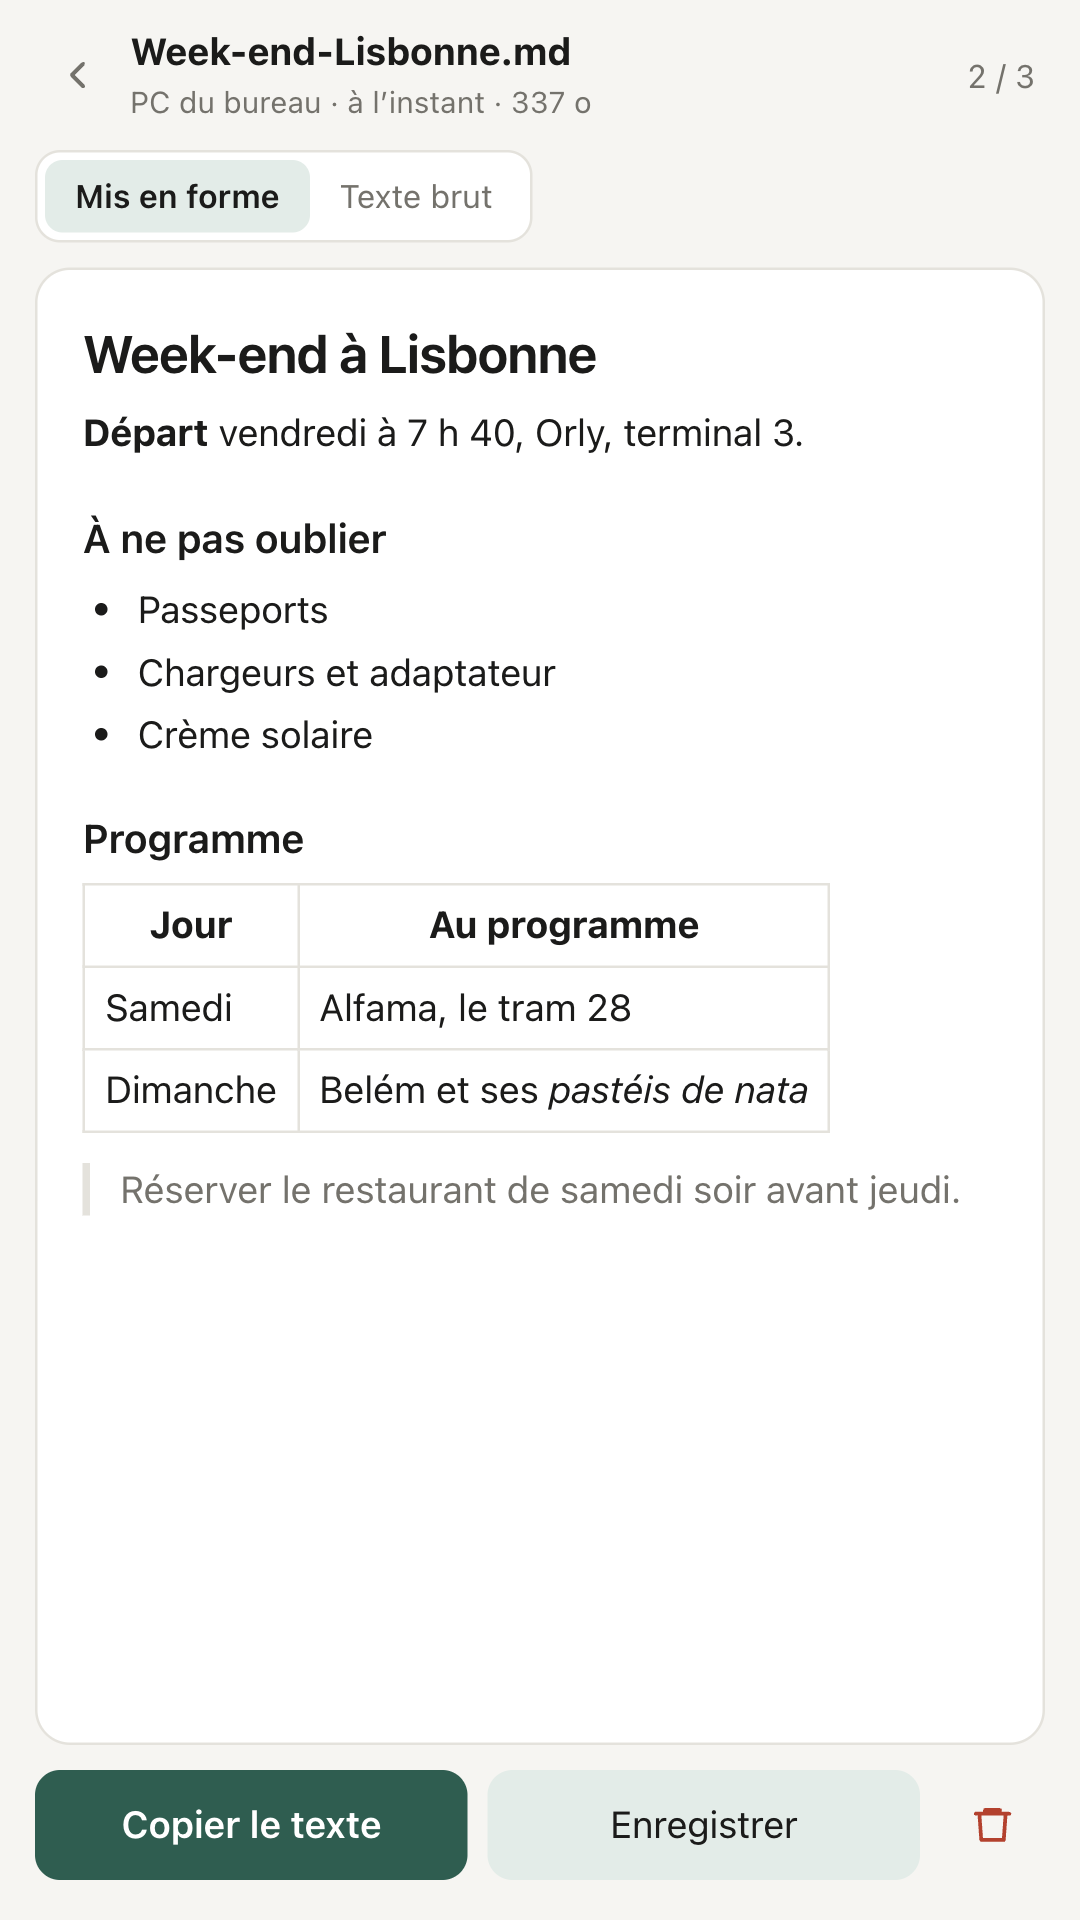 Week-end-Lisbonne.md
PC du bureau · à l’instant · 337 o
2 / 3
Mis en forme
Texte brut
Week-end à Lisbonne
Départ vendredi à 7 h 40, Orly, terminal 3.
À ne pas oublier
• Passeports
• Chargeurs et adaptateur
• Crème solaire
Programme
Jour Au programme
Samedi Alfama, le tram 28
Dimanche Belém et ses pastéis de nata
Réserver le restaurant de samedi soir avant jeudi.
Copier le texte
Enregistrer